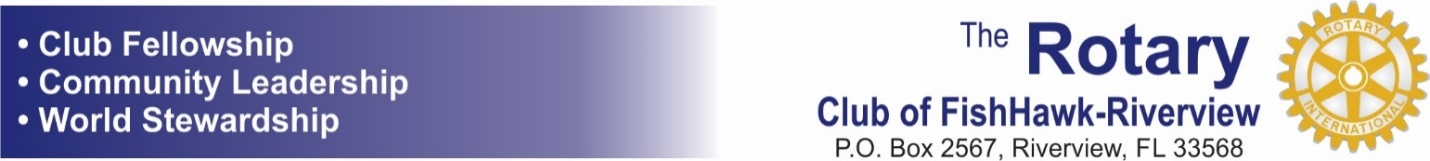 • Club Fellowship
• Community Leadership
• World Stewardship
The Rotary
Club of FishHawk-Riverview
P.O. Box 2567, Riverview, FL 33568
ROTARY
INTERNATIONAL